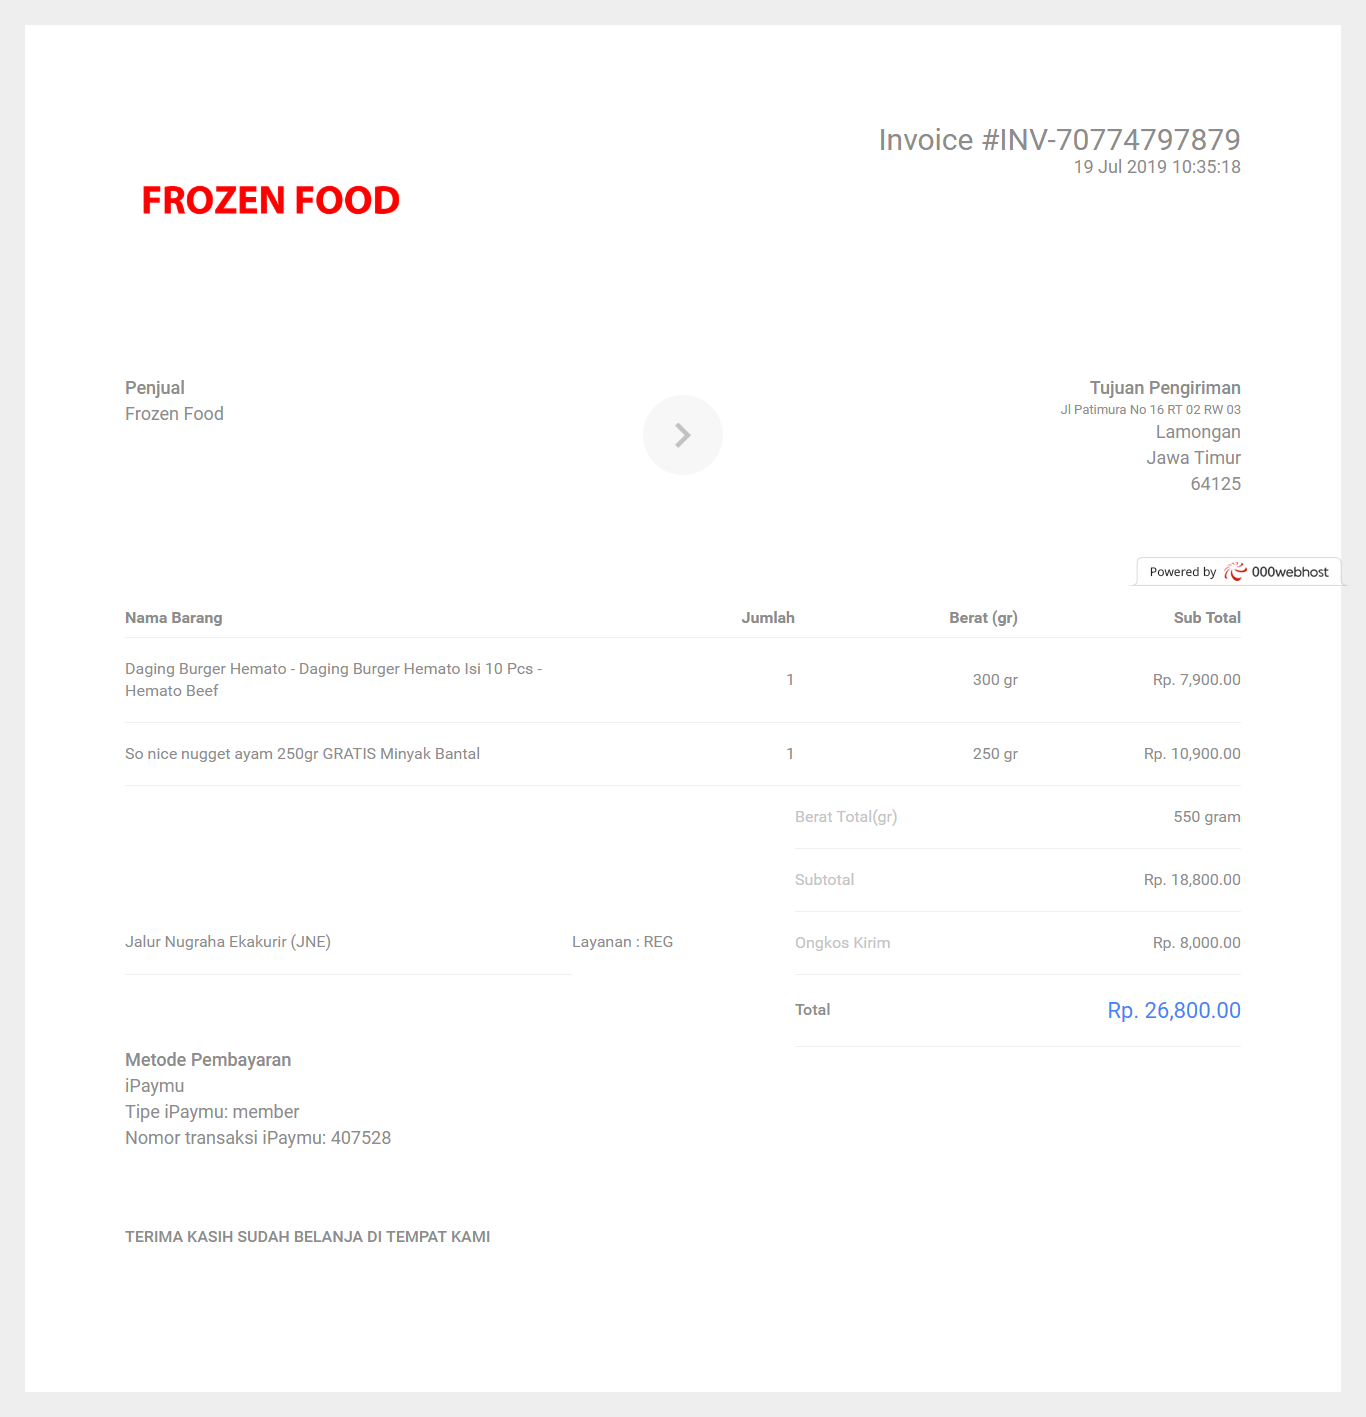 Invoice #INV-70774797879
19 Jul 2019 10:35:18
FROZEN FOOD
Penjual
Frozen Food
Tujuan Pengiriman
Jl Patimura No 16 RT 02 RW 03
Lamongan
Jawa Timur
64125
Powered by 000webhost
Nama Barang Jumlah Berat (gr) Sub Total
Daging Burger Hemato - Daging Burger Hemato Isi 10 Pcs -
Hemato Beef 1 300 gr Rp. 7,900.00
So nice nugget ayam 250gr GRATIS Minyak Bantal 1 250 gr Rp. 10,900.00
Berat Total(gr) 550 gram
Subtotal Rp. 18,800.00
Jalur Nugraha Ekakurir (JNE) Layanan : REG Ongkos Kirim Rp. 8,000.00
Total Rp. 26,800.00
Metode Pembayaran
iPaymu
Tipe iPaymu: member
Nomor transaksi iPaymu: 407528
TERIMA KASIH SUDAH BELANJA DI TEMPAT KAMI